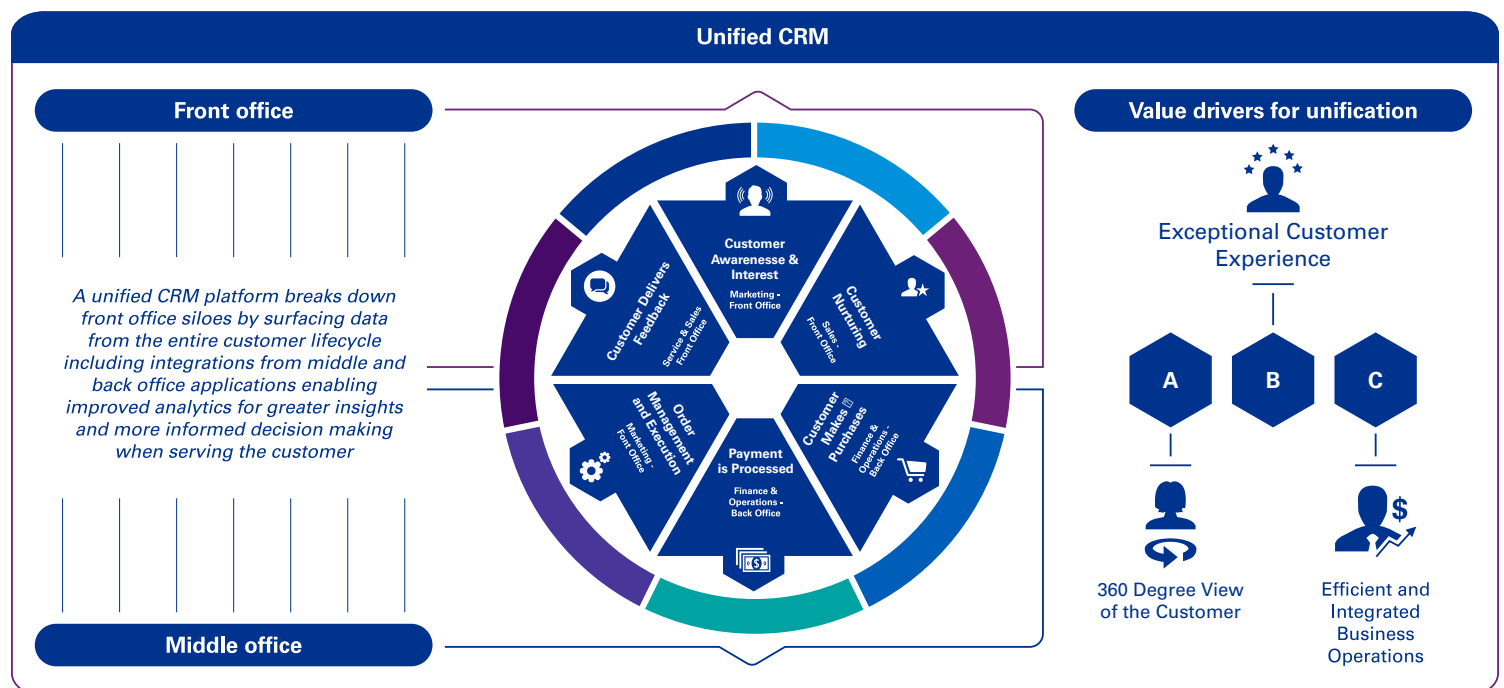 Unified CRM
Front office
A unified CRM platform breaks down
front office siloes by surfacing data
from the entire customer lifecycle
including integrations from middle and
back office applications enabling
improved analytics for greater insights
and more informed decision making
when serving the customer
Middle office
Customer
Awarenesse &
Interest
Marketing -
Front Office
Customer
Nurturing
Sales -
Front Office
Customer
Makes
Purchases
Finance &
Operations -
Back Office
Payment
is Processed
Finance &
Operations -
Back Office
Order
Management
and Execution
Marketing -
Font Office
Customer Delivers
Feedback
Service & Sales
Front Office
Value drivers for unification
Exceptional Customer
Experience
A
B
C
$
$
360 Degree View
of the Customer
Efficient and
Integrated
Business
Operations